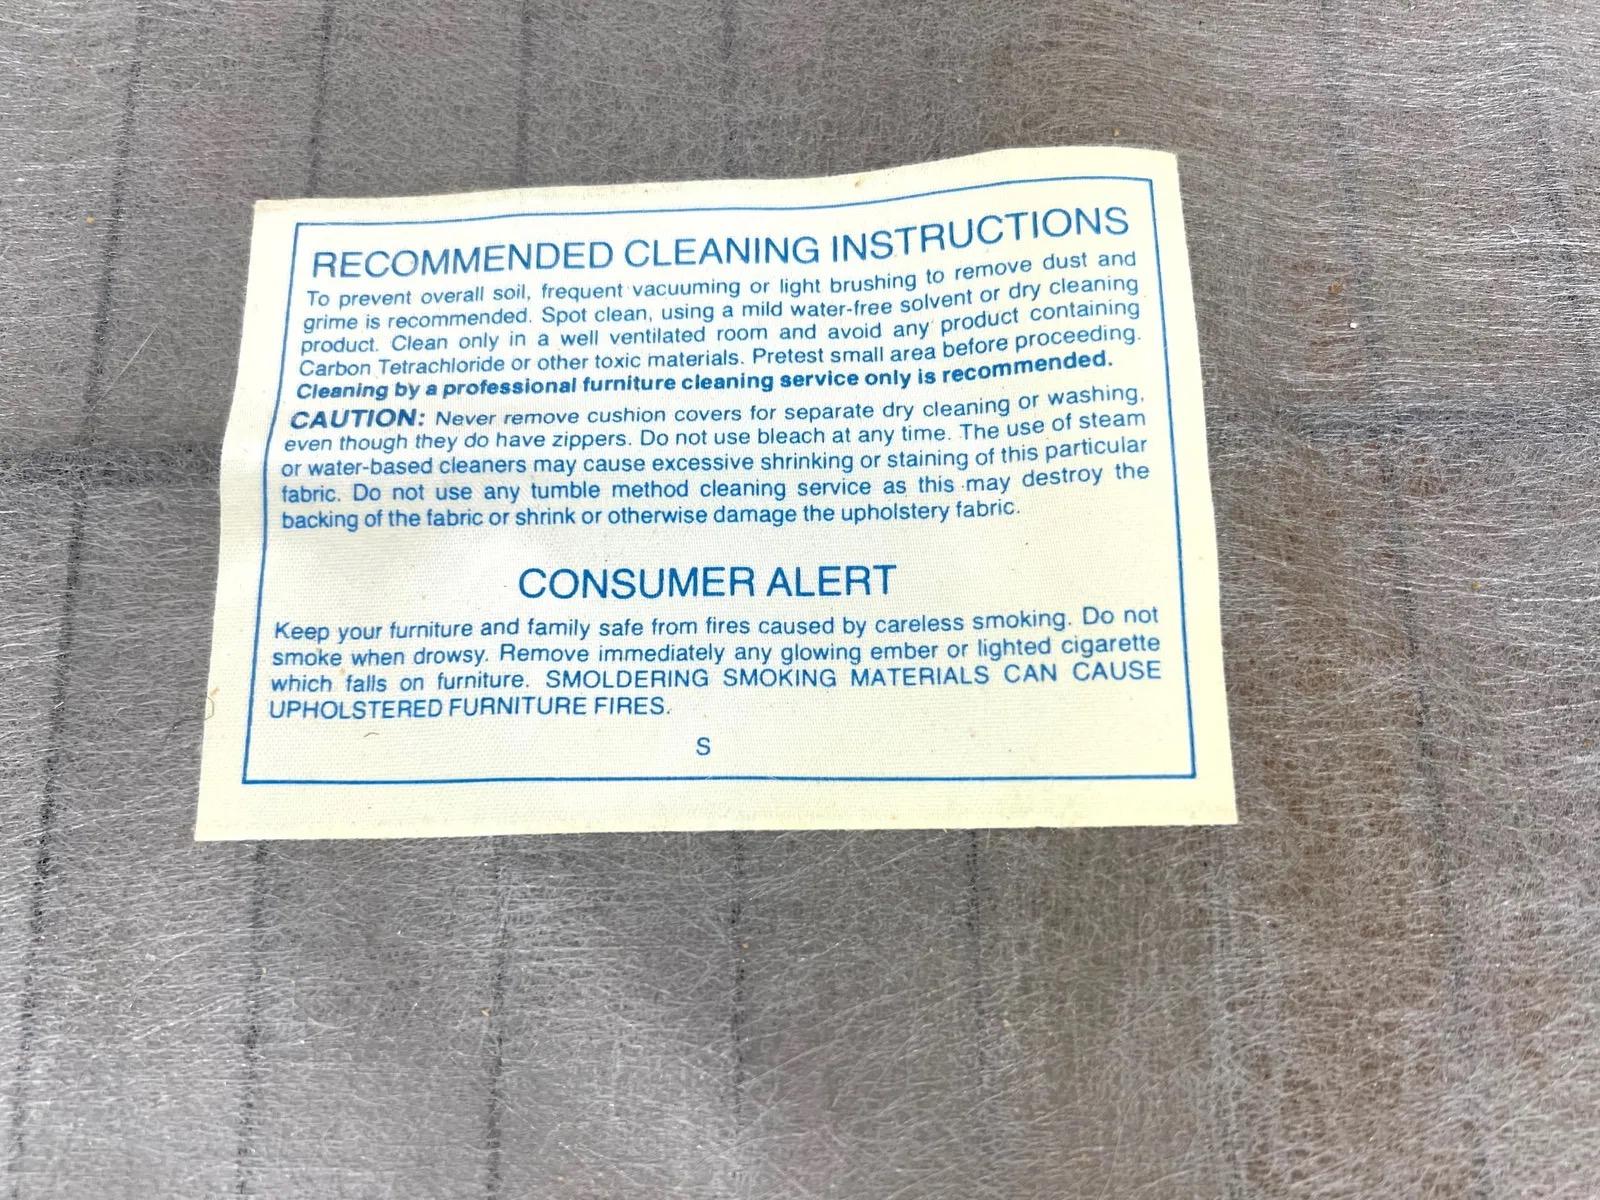 RECOMMENDED CLEANING INSTRUCTIONS
To prevent overall soil, frequent vacuuming or light brushing to remove dust and
grime is recommended. Spot clean, using a mild water-free solvent or dry cleaning
product. Clean only in a well ventilated room and avoid any product containing
Carbon Tetrachloride or other toxic materials. Pretest small area before proceeding.
Cleaning by a professional furniture cleaning service only is recommended.
CAUTION: Never remove cushion covers for separate dry cleaning or washing,
even though they do have zippers. Do not use bleach at any time. The use of steam
or water-based cleaners may cause excessive shrinking or staining of this particular
fabric. Do not use any tumble method cleaning service as this may destroy the
backing of the fabric or shrink or otherwise damage the upholstery fabric.
CONSUMER ALERT
Keep your furniture and family safe from fires caused by careless smoking. Do not
smoke when drowsy. Remove immediately any glowing ember or lighted cigarette
which falls on furniture. SMOLDERING SMOKING MATERIALS CAN CAUSE
UPHOLSTERED FURNITURE FIRES.
S